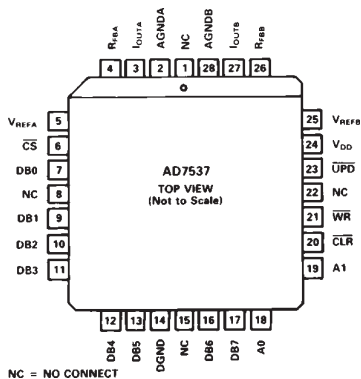 RFBA IOUTA AGNDA NC AGNDB IOUTB RFBB
4 3 2 1 28 27 26
VREFA 5
CS 6
DB0 7
NC 8
DB1 9
DB2 10
DB3 11
AD7537
TOP VIEW
(Not to Scale)
25 VREFB
24 VDD
23 UPD
22 NC
21 WR
20 CLR
19 A1
12 13 14 15 16 17 18
DB4 DB5 DGND NC DB6 DB7 A0
NC = NO CONNECT